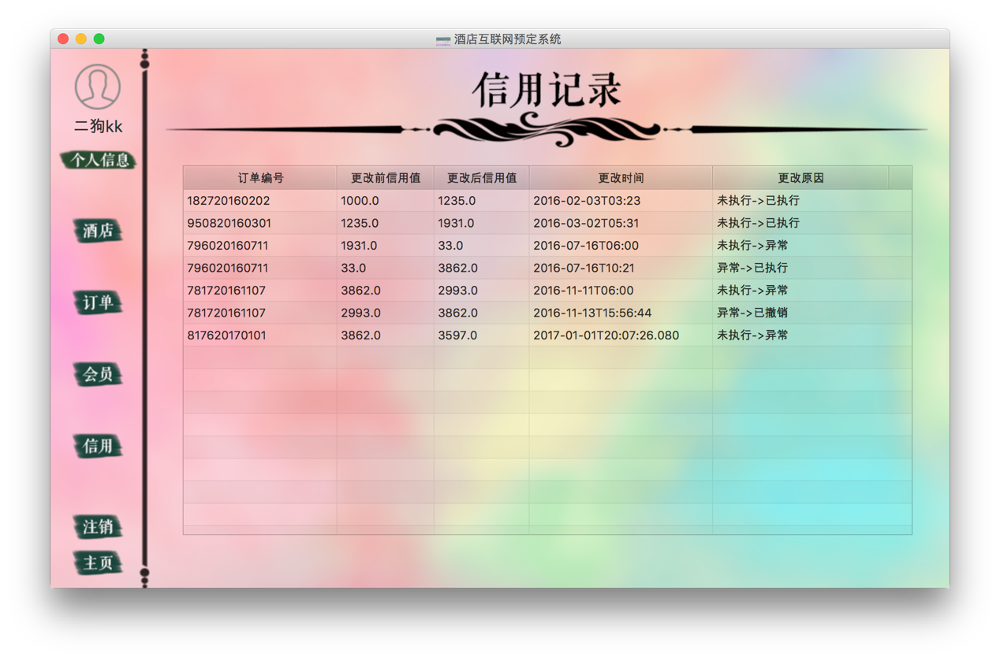 酒店互联网预定系统
二狗kk
个人信息
酒店
订单
会员
信用
注销
主页
信用记录
订单编号 更改前信用值 更改后信用值 更改时间 更改原因
182720160202 1000.0 1235.0 2016-02-03T03:23 未执行->已执行
950820160301 1235.0 1931.0 2016-03-02T05:31 未执行->已执行
796020160711 1931.0 33.0 2016-07-16T06:00 未执行->异常
796020160711 33.0 3862.0 2016-07-16T10:21 异常->已执行
781720161107 3862.0 2993.0 2016-11-11T06:00 未执行->异常
781720161107 2993.0 3862.0 2016-11-13T15:56:44 异常->已撤销
817620170101 3862.0 3597.0 2017-01-01T20:07:26.080 未执行->异常